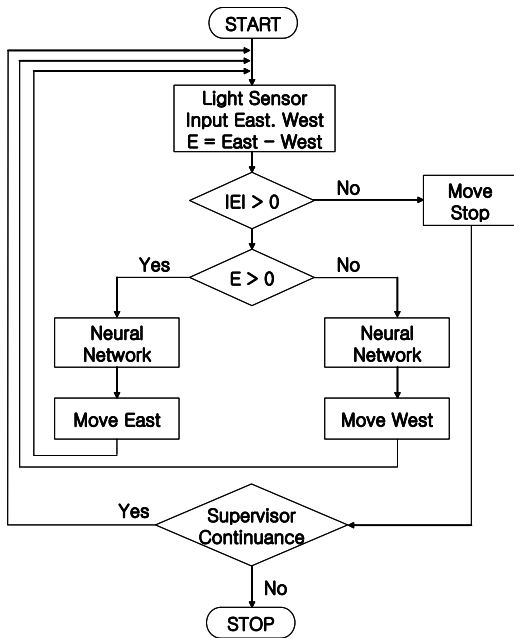 START
Light Sensor
Input East. West
E = East - West
|E| > 0
No
Move
Stop
E > 0
Yes
No
Neural
Network
Neural
Network
Move East
Move West
Supervisor
Continuance
Yes
No
STOP